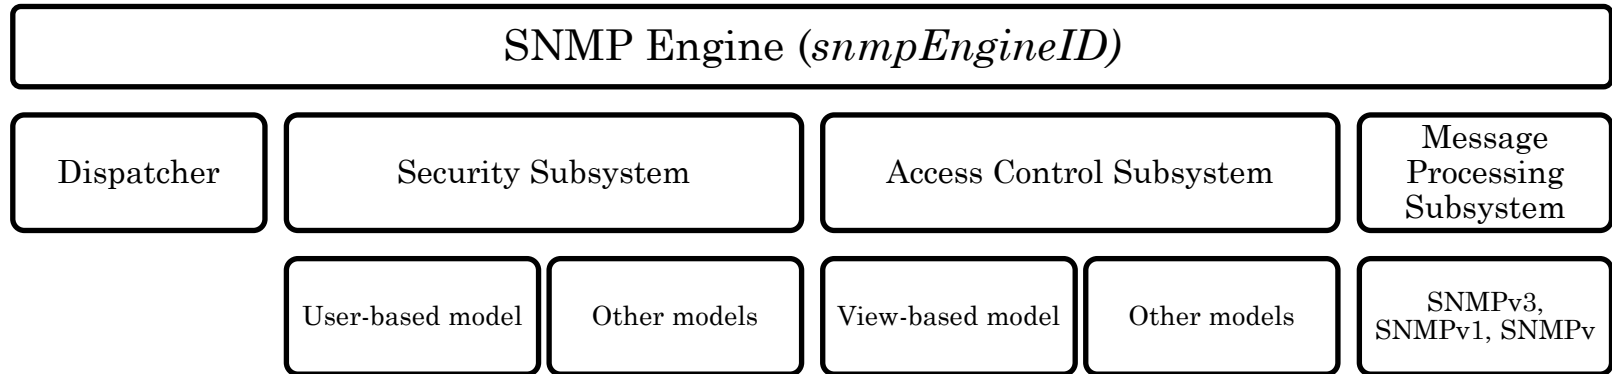 SNMP Engine (snmpEngineID)
Dispatcher
Security Subsystem
Access Control Subsystem
Message
Processing
Subsystem
User-based model
Other models
View-based model
Other models
SNMPv3,
SNMPv1, SNMPv